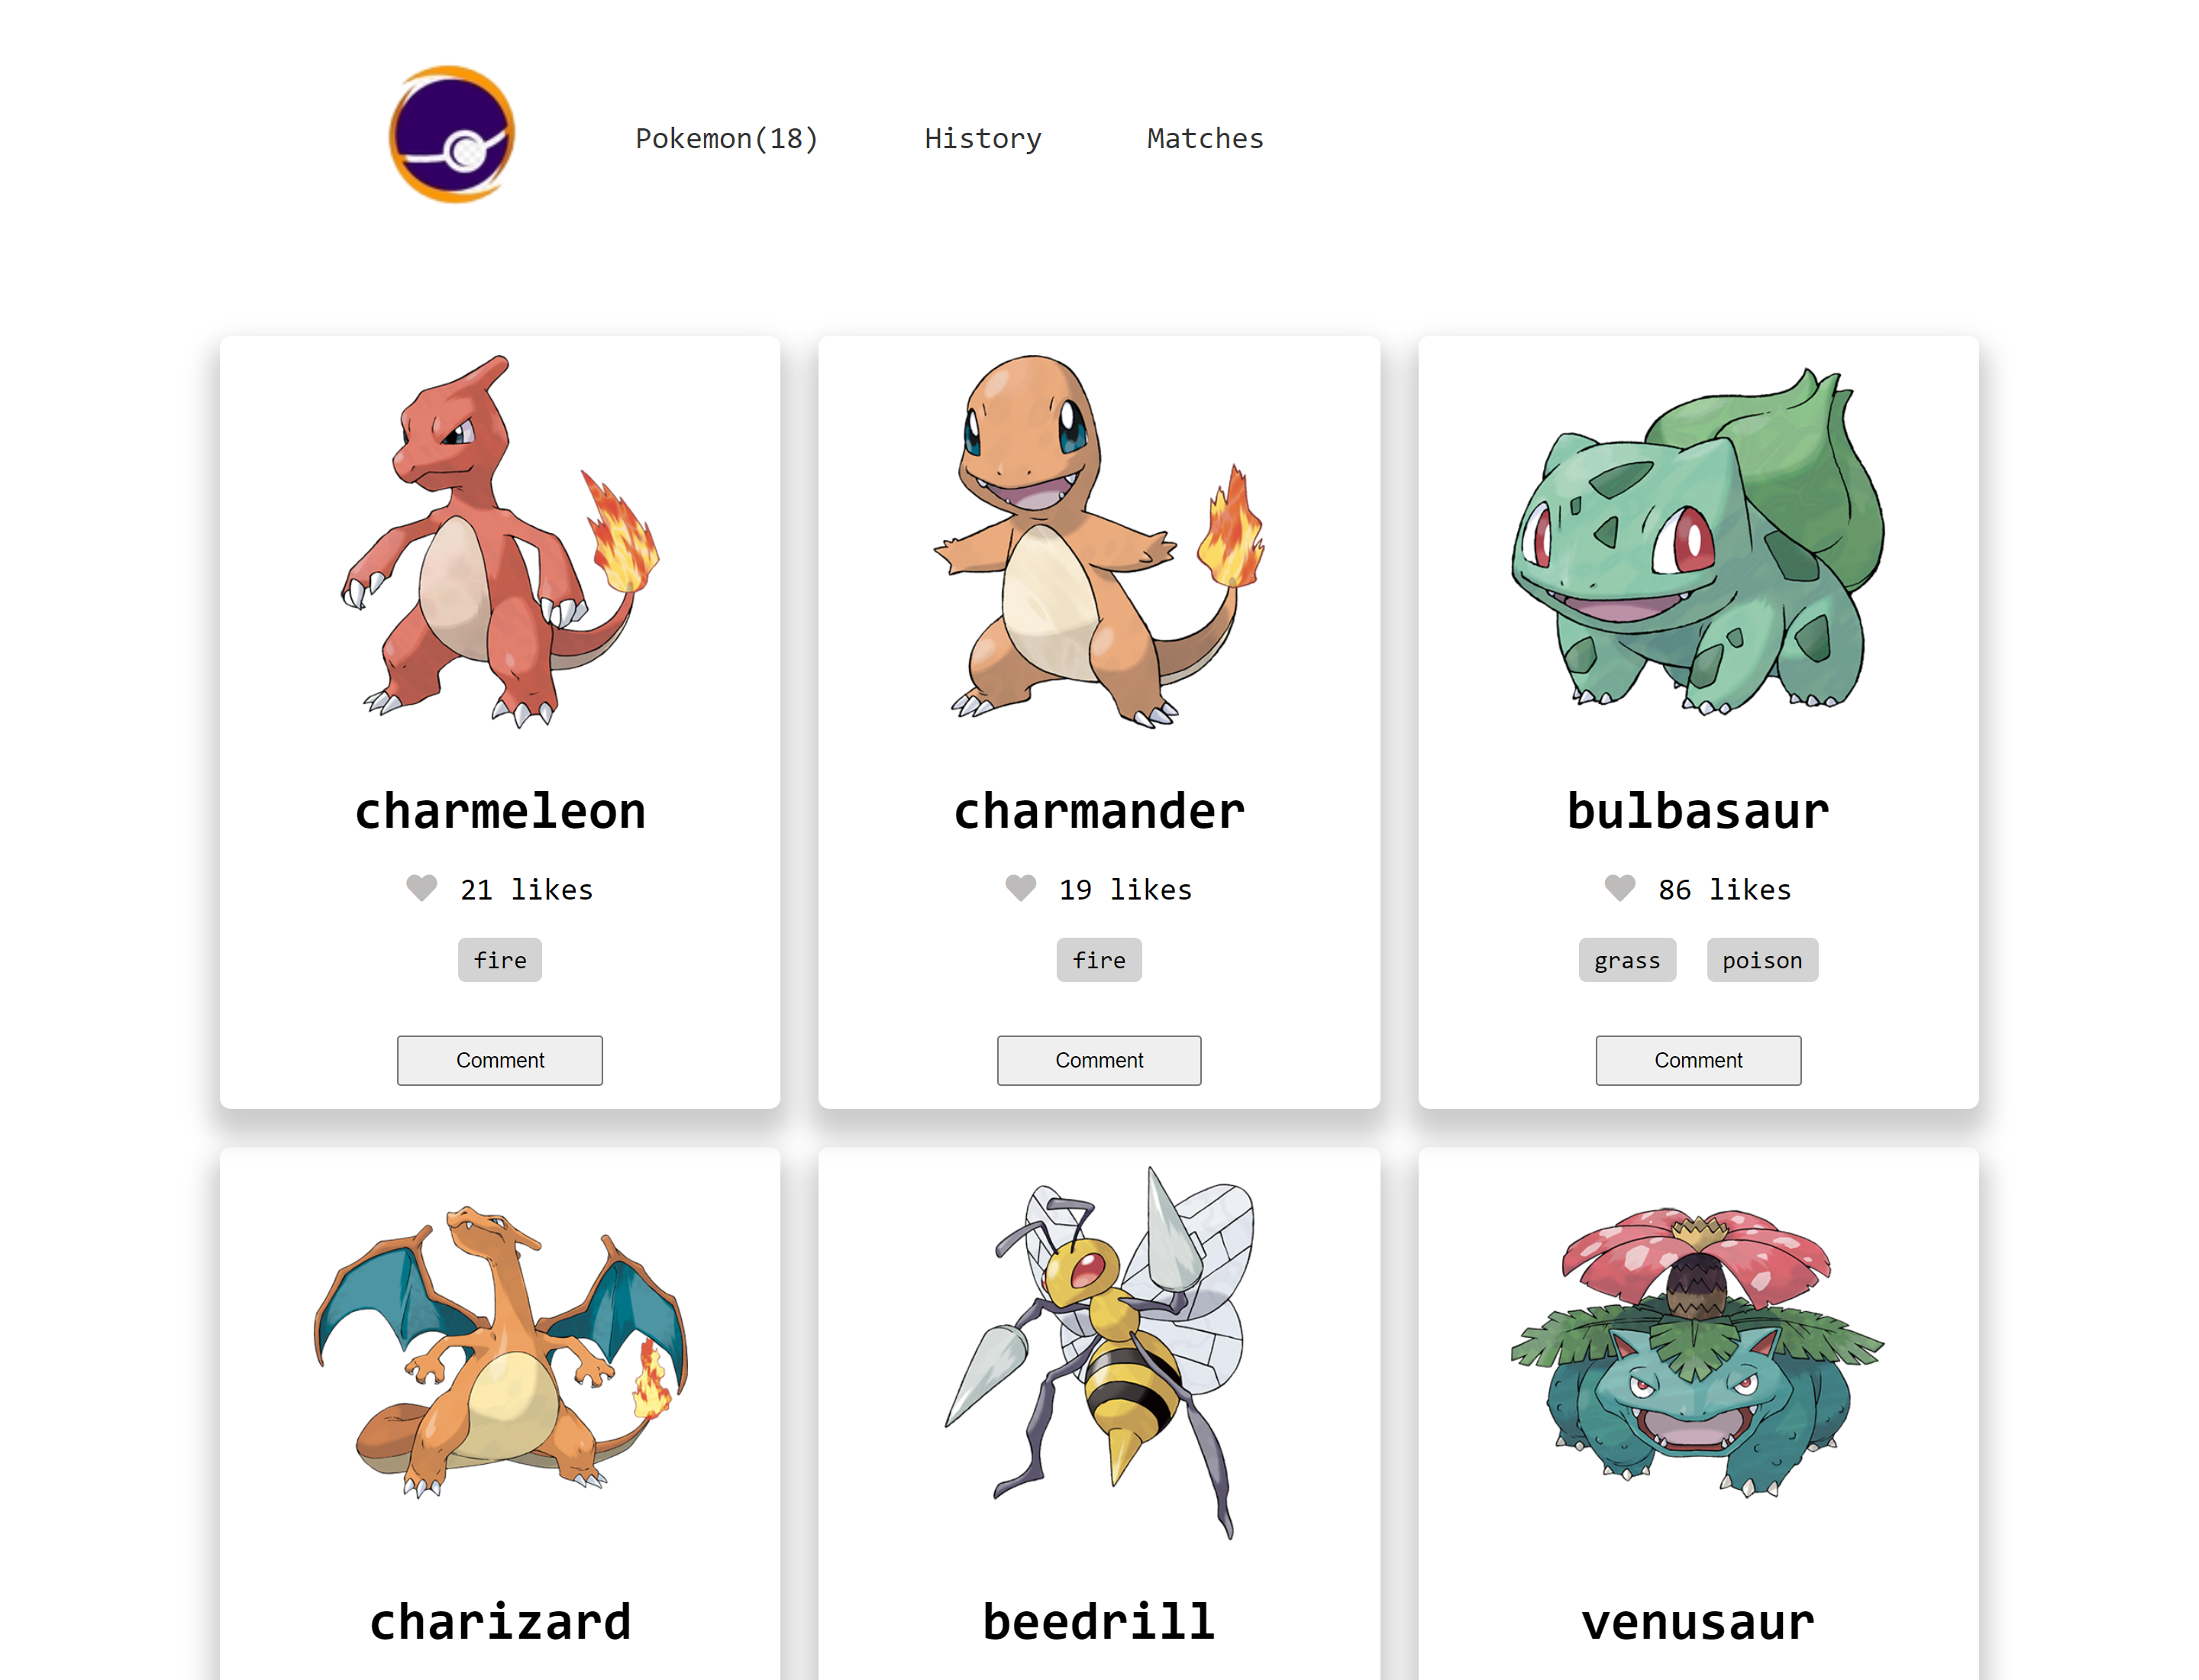 Pokemon(18) History Matches
charmeleon charmander bulbasaur
21 likes 19 likes 86 likes
fire fire grass poison
Comment Comment Comment
charizard beedrill venusaur